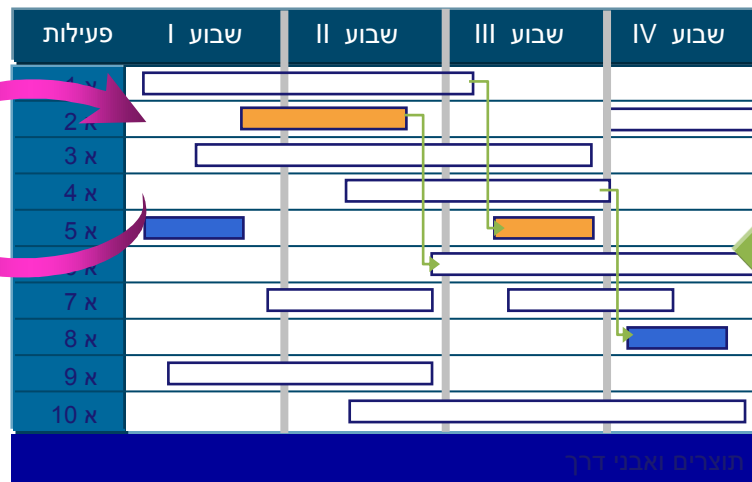 פעילות
שבוע I
שבוע II
שבוע III
שבוע IV
א 1
א 2
א 3
א 4
א 5
א 6
א 7
א 8
א 9
א 10
תוצרים ואבני דרך